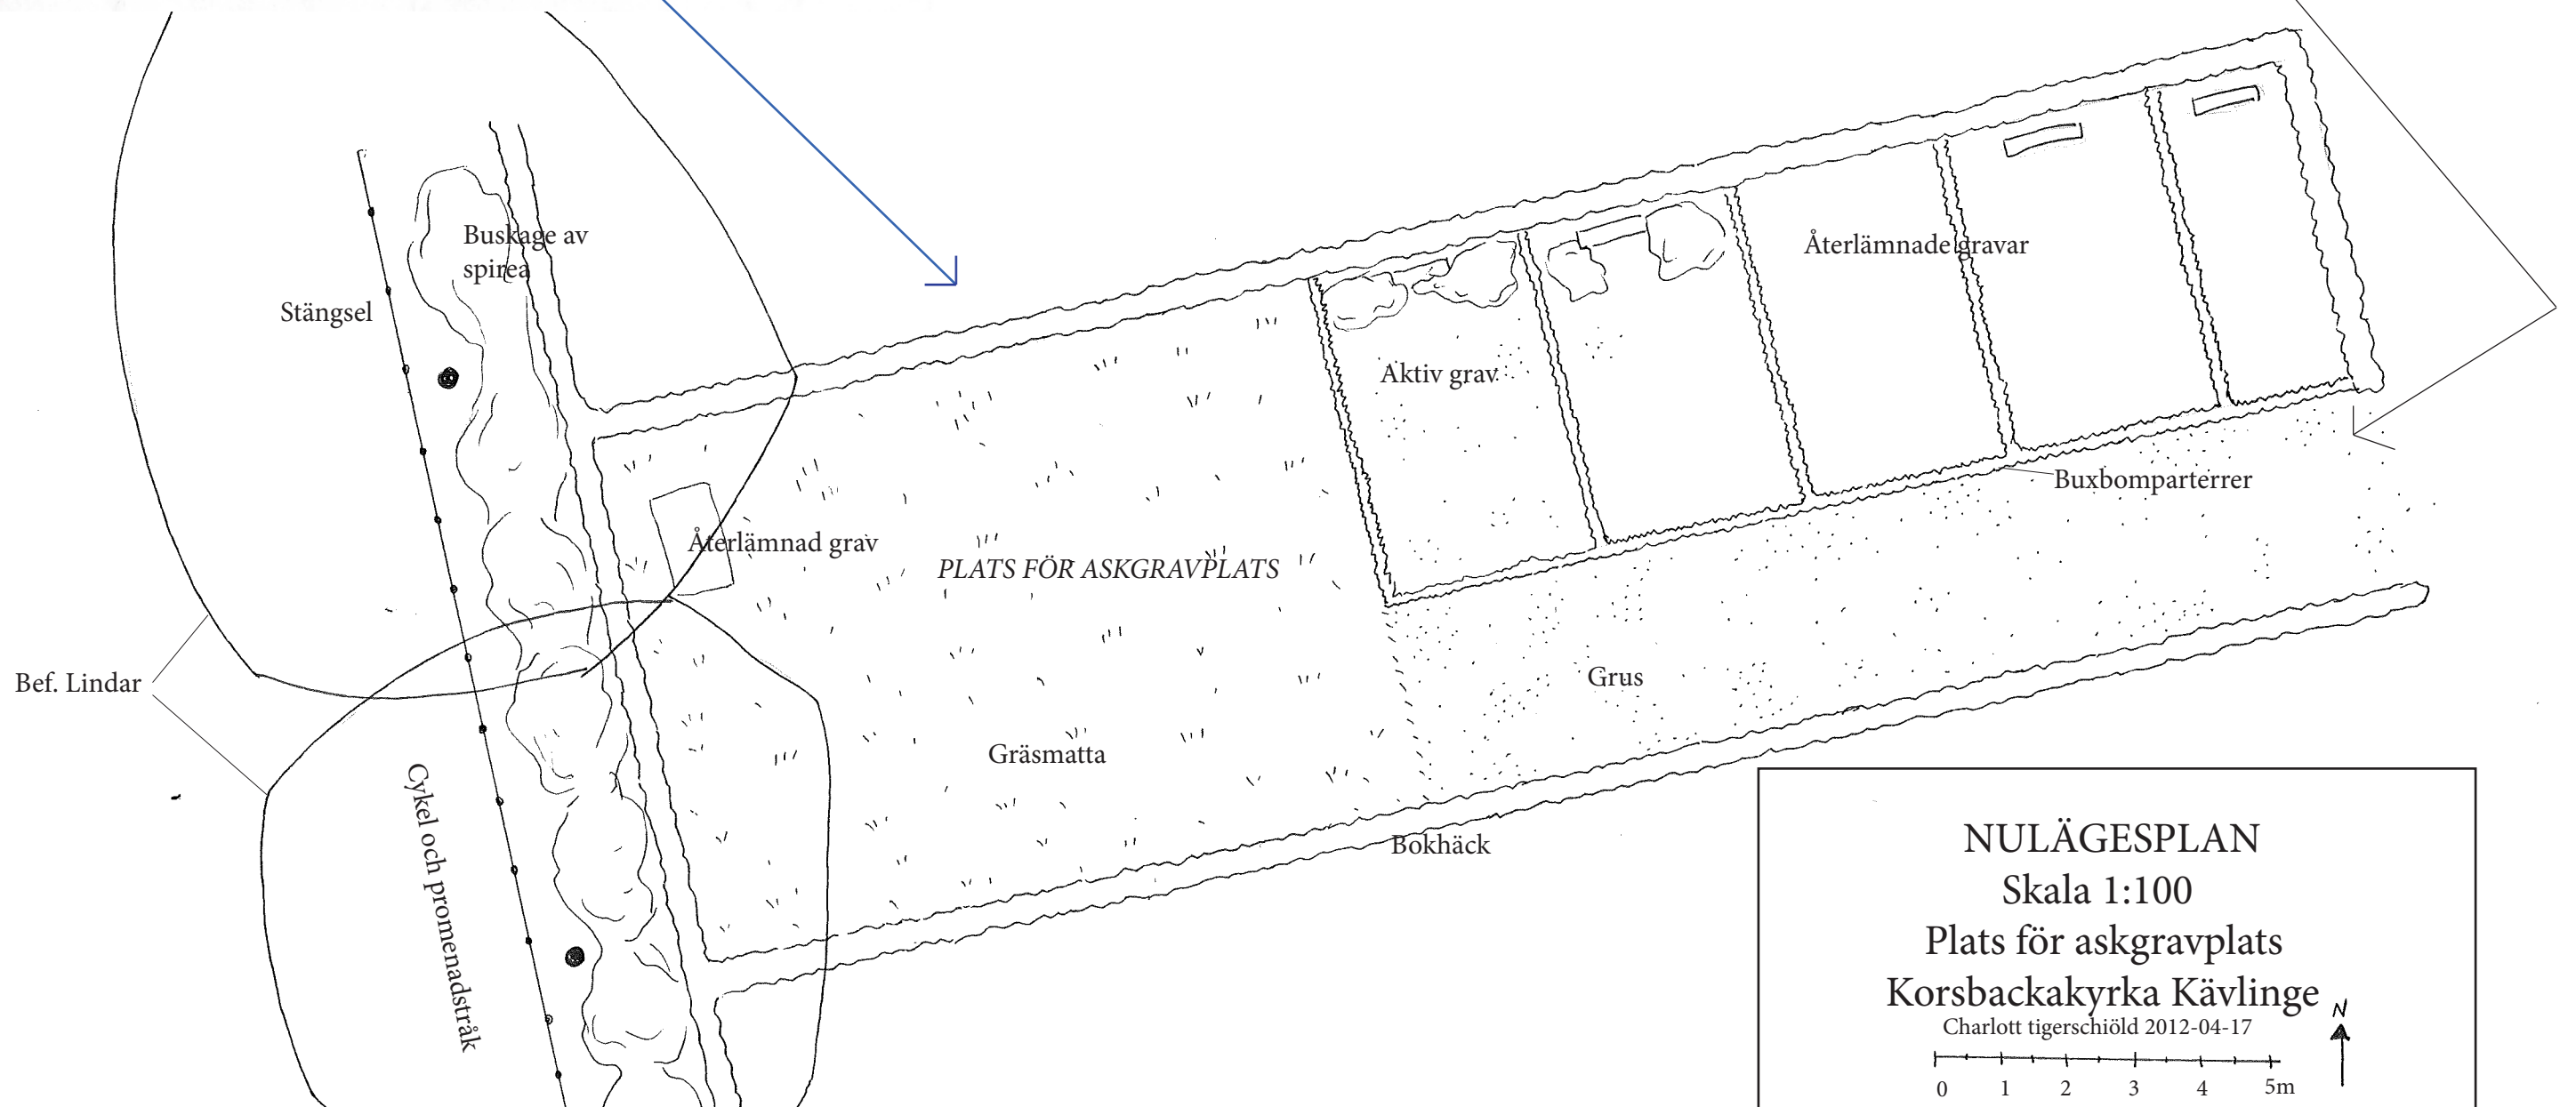 Buskage av
spirea
Stängsel
Återlämnade gravar
Aktiv grav
Buxbomparterrer
Återlämnad grav
PLATS FÖR ASKGRAVPLATS
Bef. Lindar
Grus
Gräsmatta
Cykel och promenadstråk
Bokhäck
NULÄGESPLAN
Skala 1:100
Plats för askgravplats
Korsbackakyrka Kävlinge
Charlott tigerschiöld 2012-04-17
N
0 1 2 3 4 5m